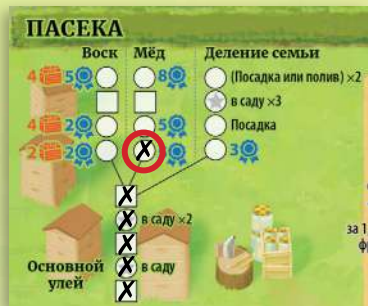 ПАСЕКА
Воск Мёд Деление семьи
4 5 8 (Посадка или полив) ×2
в саду ×3
4 2 5 Посадка
2 2 3
X
X
X в саду ×2
X
Основной X в саду
улей X
за 1